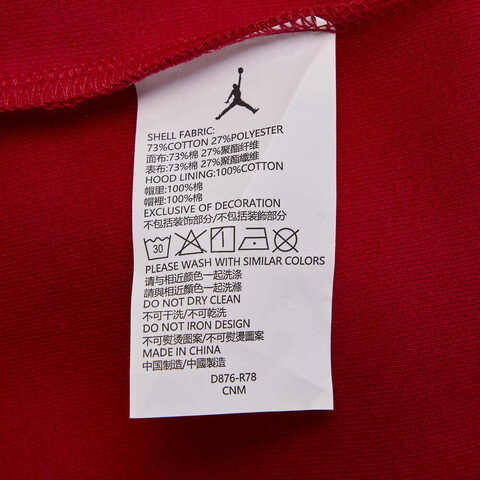 SHELL FABRIC:
73%COTTON 27%POLYESTER
面布:73%棉 27%聚酯纤维
表布:73%棉 27%聚酯纖維
HOOD LINING:100%COTTON
帽里:100%棉
帽裡:100%棉
EXCLUSIVE OF DECORATION
不包括装饰部分/不包括裝飾部分
30 1
PLEASE WASH WITH SIMILAR COLORS
请与相近颜色一起洗涤
請與相近顏色一起洗滌
DO NOT DRY CLEAN
不可干洗/不可乾洗
DO NOT IRON DESIGN
不可熨烫图案/不可熨燙圖案
MADE IN CHINA
中国制造/中國製造
D876-R78
CNM